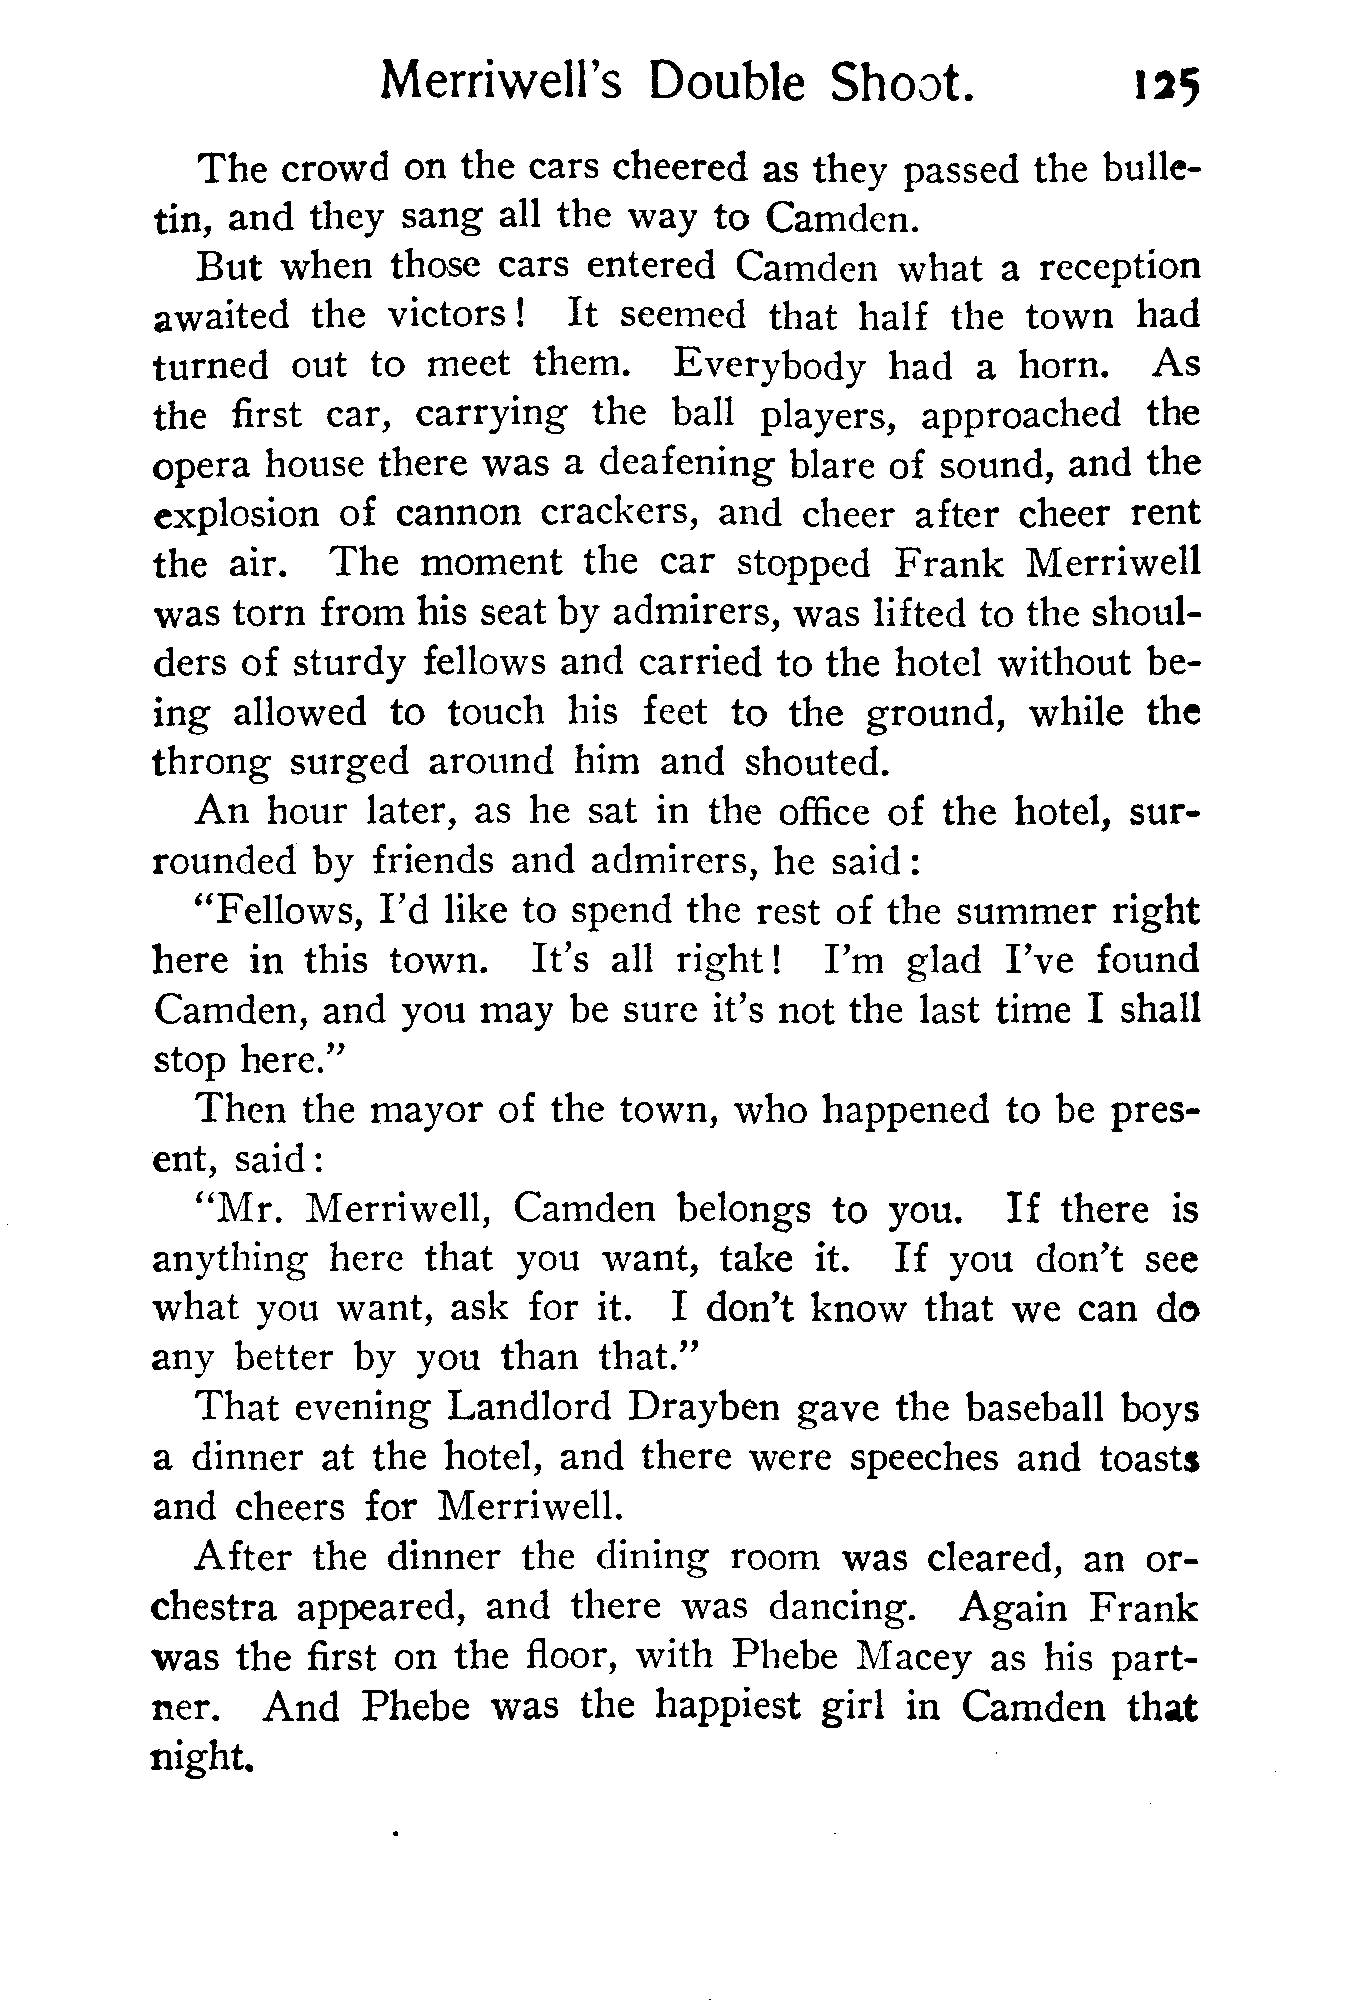 Merriwell's Double Shoot. 125
The crowd on the cars cheered as they passed the bulle-
tin, and they sang all the way to Camden.
But when those cars entered Camden what a reception
awaited the victors! It seemed that half the town had
turned out to meet them. Everybody had a horn. As
the first car, carrying the ball players, approached the
opera house there was a deafening blare of sound, and the
explosion of cannon crackers, and cheer after cheer rent
the air. The moment the car stopped Frank Merriwell
was torn from his seat by admirers, was lifted to the shoul-
ders of sturdy fellows and carried to the hotel without be-
ing allowed to touch his feet to the ground, while the
throng surged around him and shouted.
An hour later, as he sat in the office of the hotel, sur-
rounded by friends and admirers, he said:
"Fellows, I'd like to spend the rest of the summer right
here in this town. It's all right! I'm glad I've found
Camden, and you may be sure it's not the last time I shall
stop here."
Then the mayor of the town, who happened to be pres-
ent, said:
"Mr. Merriwell, Camden belongs to you. If there is
anything here that you want, take it. If you don't see
what you want, ask for it. I don't know that we can do
any better by you than that."
That evening Landlord Drayben gave the baseball boys
a dinner at the hotel, and there were speeches and toasts
and cheers for Merriwell.
After the dinner the dining room was cleared, an or-
chestra appeared, and there was dancing. Again Frank
was the first on the floor, with Phebe Macey as his part-
ner. And Phebe was the happiest girl in Camden that
night.